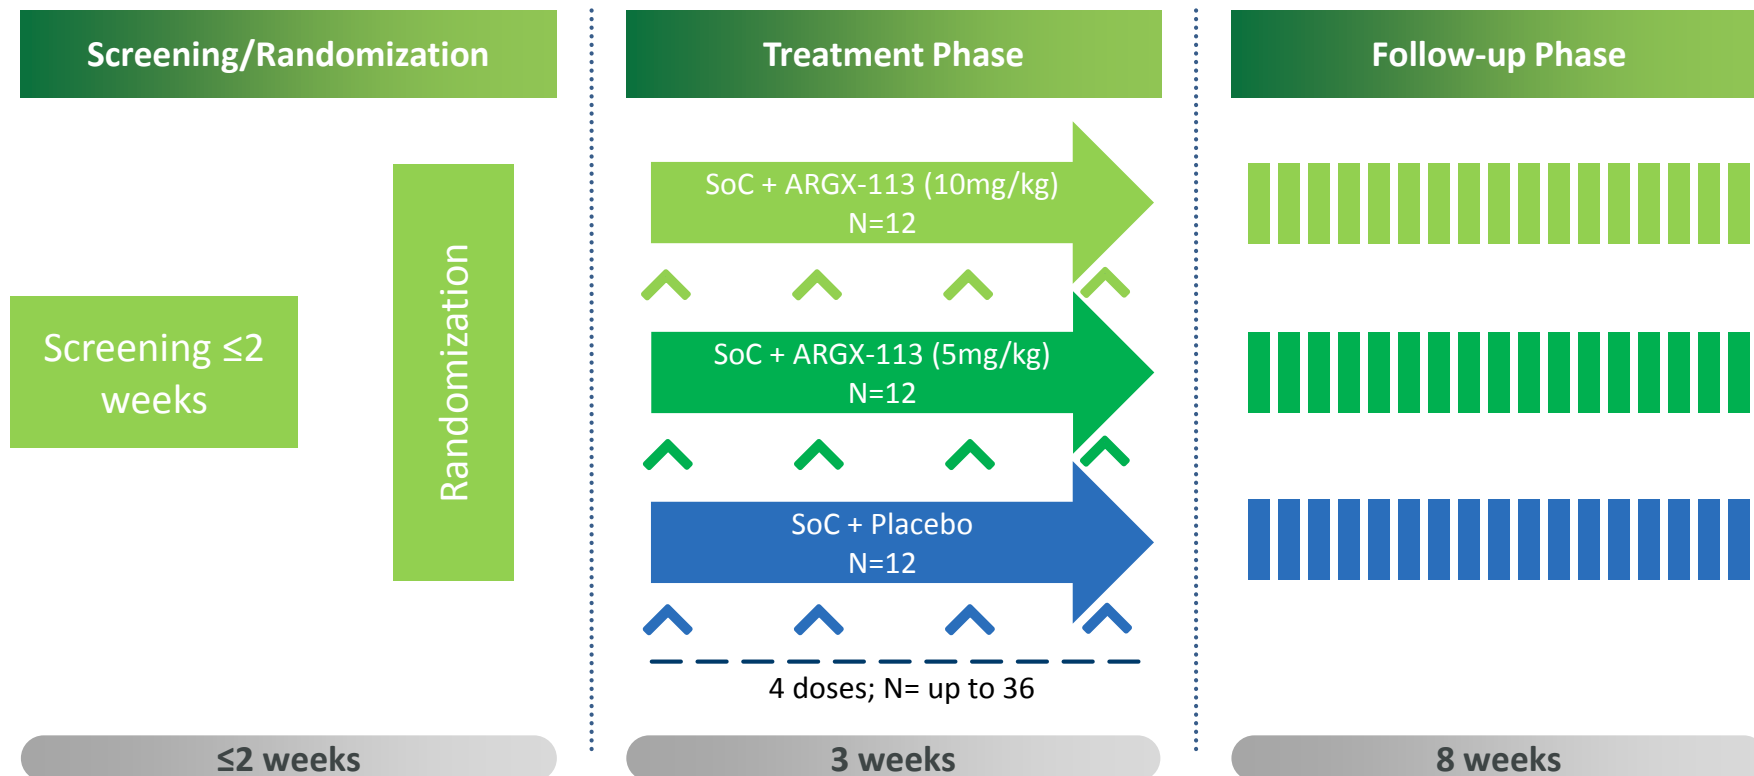 Screening/Randomization
Treatment Phase
Follow-up Phase
Screening ≤2
weeks
Randomization
SoC + ARGX-113 (10mg/kg)
N=12
SoC + ARGX-113 (5mg/kg)
N=12
SoC + Placebo
N=12
4 doses; N= up to 36
≤2 weeks
3 weeks
8 weeks